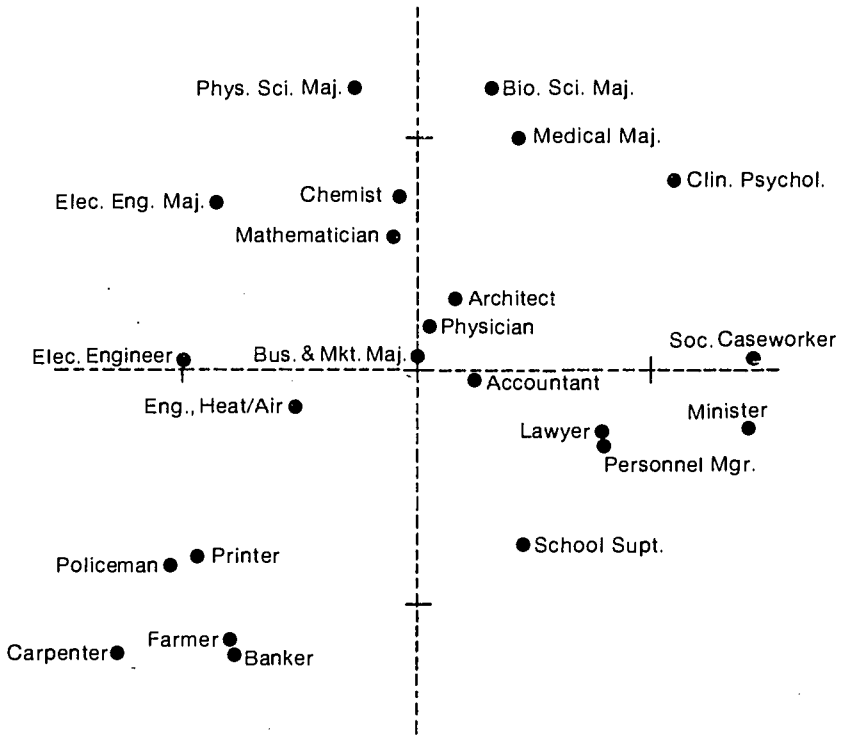 Phys. Sci. Maj.
Bio. Sci. Maj.
Medical Maj.
Clin. Psychol.
Elec. Eng. Maj.
Chemist
Mathematician
Architect
Physician
Elec. Engineer
Bus. & Mkt. Maj.
Soc. Caseworker
Accountant
Eng., Heat/Air
Minister
Lawyer
Personnel Mgr.
School Supt.
Policeman
Printer
Farmer
Carpenter
Banker